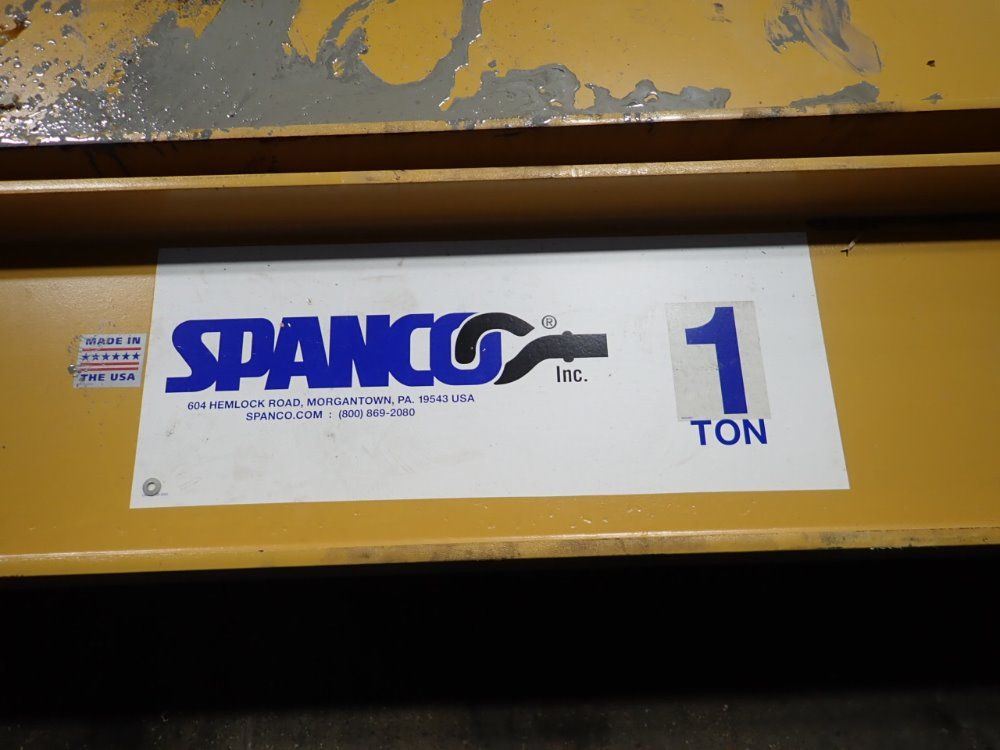 MADE IN
THE USA
SPANCO®
Inc.
604 HEMLOCK ROAD, MORGANTOWN, PA. 19543 USA
SPANCO.COM : (800) 869-2080
1
TON